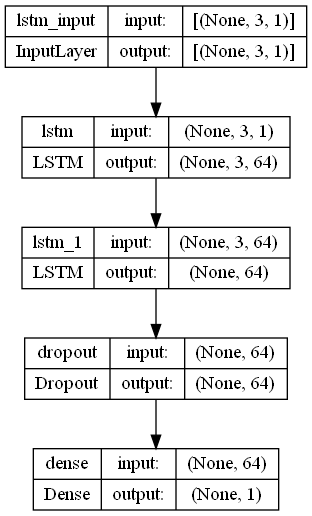 lstm_input input: [(None, 3, 1)]
InputLayer output: [(None, 3, 1)]
lstm input: (None, 3, 1)
LSTM output: (None, 3, 64)
lstm_1 input: (None, 3, 64)
LSTM output: (None, 64)
dropout input: (None, 64)
Dropout output: (None, 64)
dense input: (None, 64)
Dense output: (None, 1)